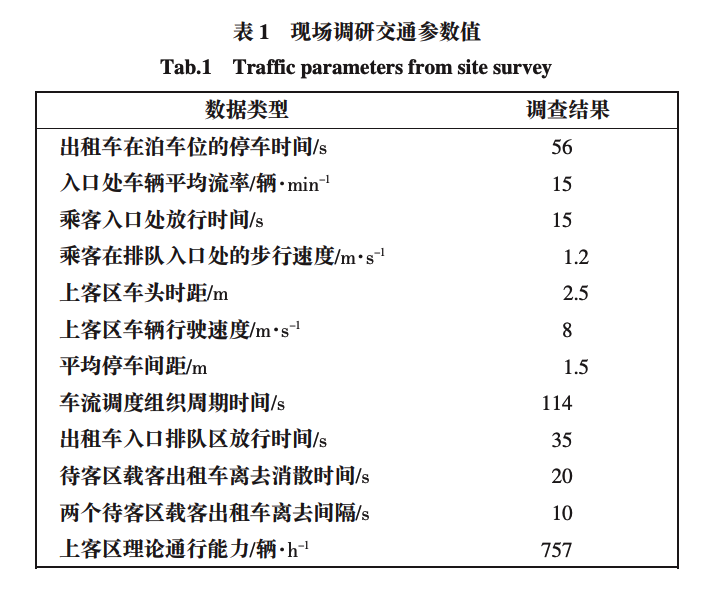 表 1 现场调研交通参数值
Tab.1 Traffic parameters from site survey
数据类型 调查结果
出租车在泊车位的停车时间/s 56
入口处车辆平均流率/辆·min⁻¹ 15
乘客入口处放行时间/s 15
乘客在排队入口处的步行速度/m·s⁻¹ 1.2
上客区车头时距/m 2.5
上客区车辆行驶速度/m·s⁻¹ 8
平均停车间距/m 1.5
车流调度组织周期时间/s 114
出租车入口排队区放行时间/s 35
待客区载客出租车离去消散时间/s 20
两个待客区载客出租车离去间隔/s 10
上客区理论通行能力/辆·h⁻¹ 757